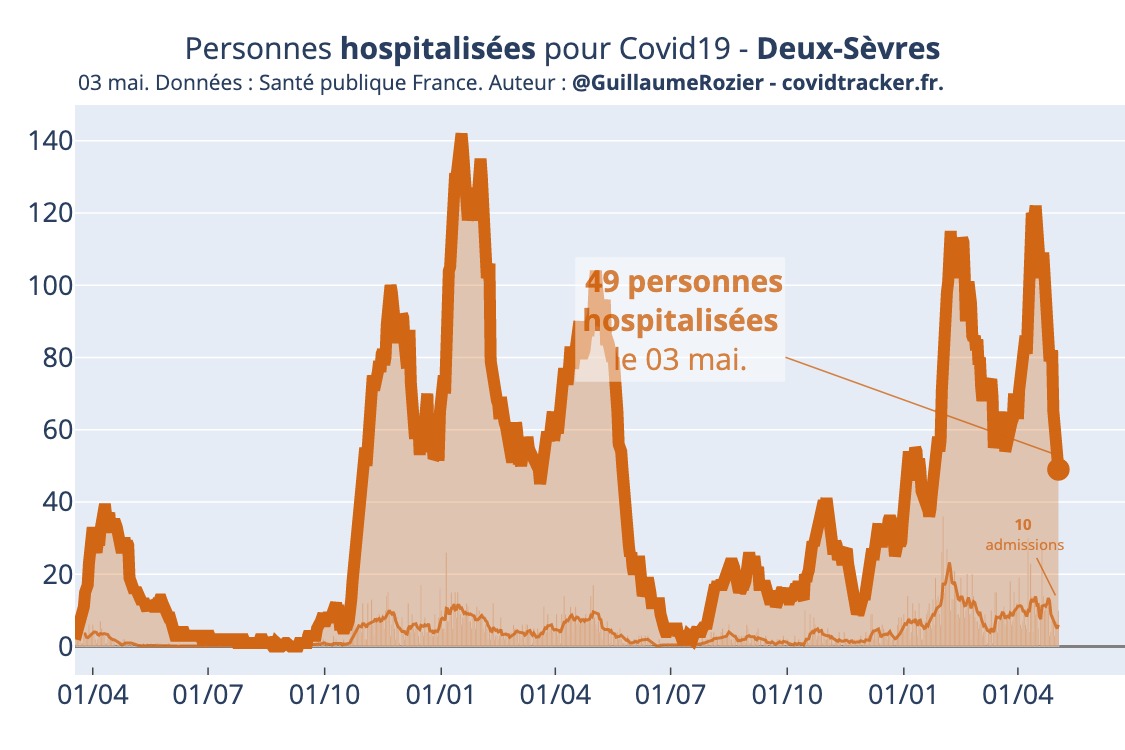 Personnes hospitalisées pour Covid19 - Deux-Sèvres
03 mai. Données : Santé publique France. Auteur : @GuillaumeRozier - covidtracker.fr.
140
120
100
80
60
40
20
0
49 personnes
hospitalisées
le 03 mai.
10
admissions
01/04 01/07 01/10 01/01 01/04 01/07 01/10 01/01 01/04